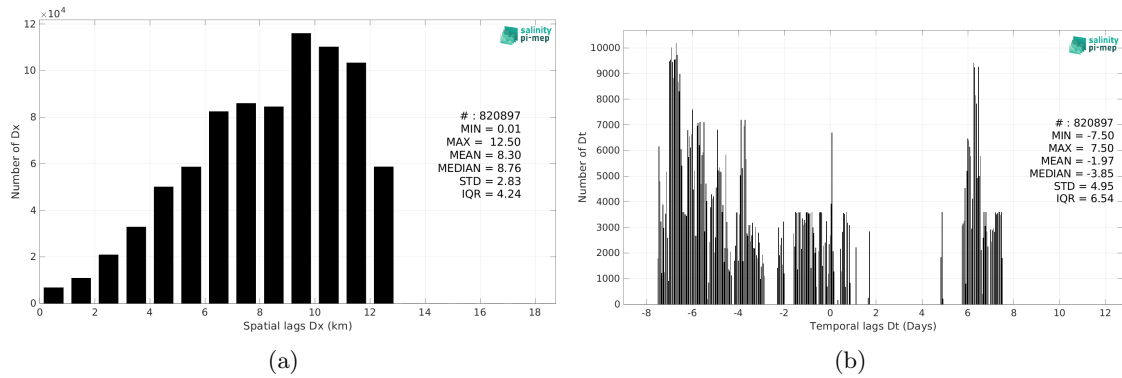 ×10⁴
12
10
8
6
4
2
0
Number of Dx
0 2 4 6 8 10 12 14 16 18
Spatial lags Dx (km)
salinity
pi-mep
# : 820897
MIN = 0.01
MAX = 12.50
MEAN = 8.30
MEDIAN = 8.76
STD = 2.83
IQR = 4.24
(a)
10000
9000
8000
7000
6000
5000
4000
3000
2000
1000
0
Number of Dt
-8 -6 -4 -2 0 2 4 6 8 10 12
Temporal lags Dt (Days)
salinity
pi-mep
# : 820897
MIN = -7.50
MAX = 7.50
MEAN = -1.97
MEDIAN = -3.85
STD = 4.95
IQR = 6.54
(b)